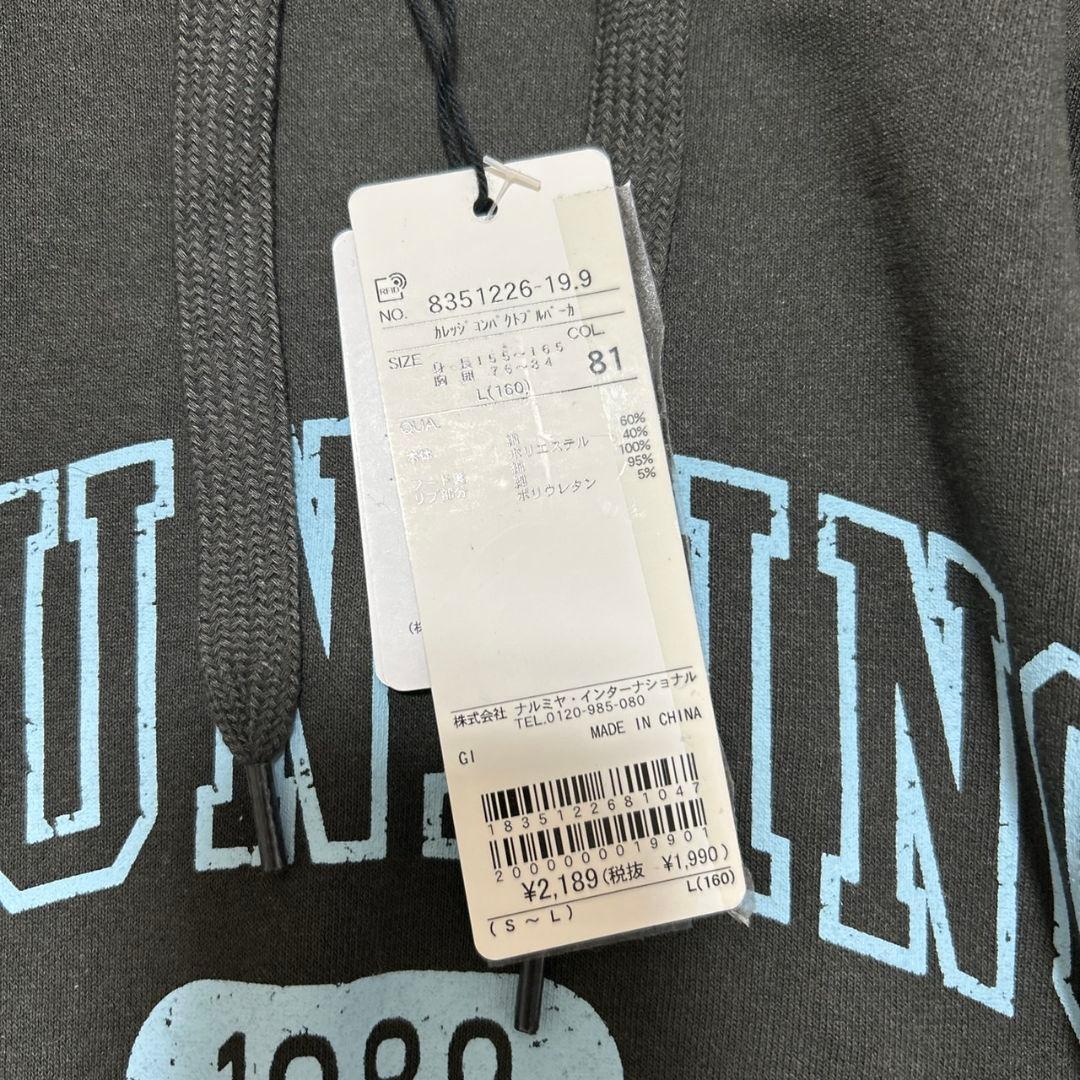 RFID
NO. 8351226-19.9
ｶﾚｯｼﾞｺﾝﾊﾟｸﾄﾌﾟﾙﾊﾟｰｶ
SIZE 身長155～165 COL.
胸囲 76～84 81
L(160)
QUAL
本体 綿 60%
ポリエステル 40%
フード裏 綿 100%
リブ部分 綿 95%
ポリウレタン 5%
株式会社 ナルミヤ・インターナショナル
TEL.0120-985-080
MADE IN CHINA
GI
1835122681047
2000000019901
¥2,189(税抜 ¥1,990)
L(160)
(S～L)
(株
UN
IN
1989